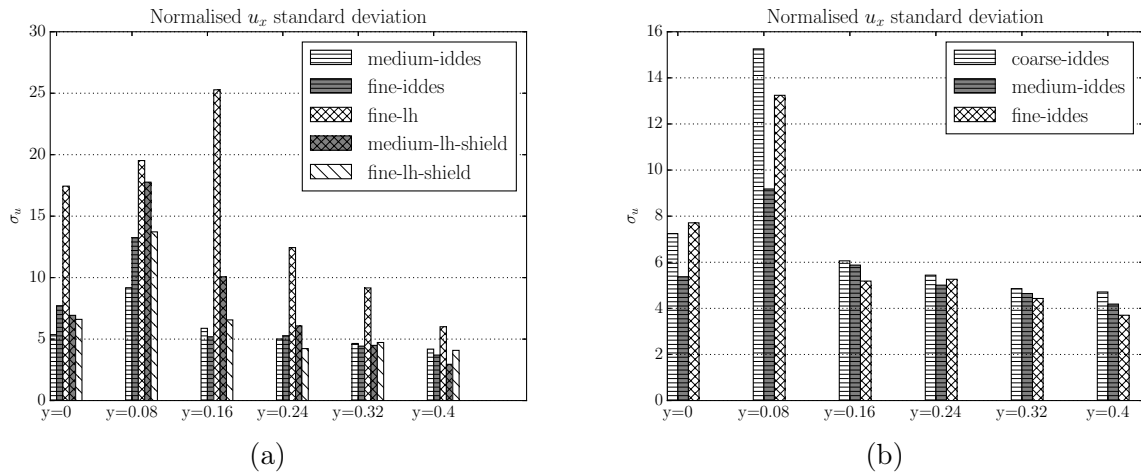 Normalised u_x standard deviation
30
25
20
15
10
5
0
σ_u
medium-iddes
fine-iddes
fine-lh
medium-lh-shield
fine-lh-shield
y=0 y=0.08 y=0.16 y=0.24 y=0.32 y=0.4
(a)
Normalised u_x standard deviation
16
14
12
10
8
6
4
2
0
σ_u
coarse-iddes
medium-iddes
fine-iddes
y=0 y=0.08 y=0.16 y=0.24 y=0.32 y=0.4
(b)